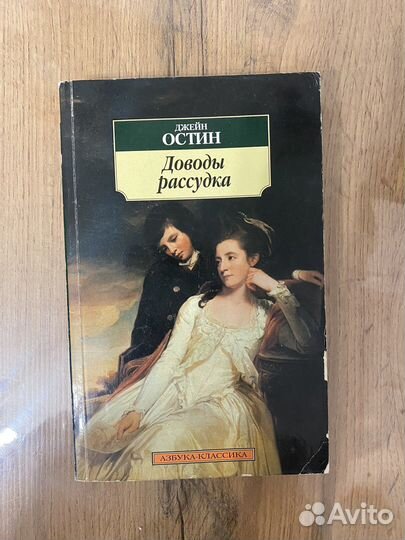 ДЖЕЙН
ОСТИН
Доводы
рассудка
АЗБУКА-КЛАССИКА
Avito